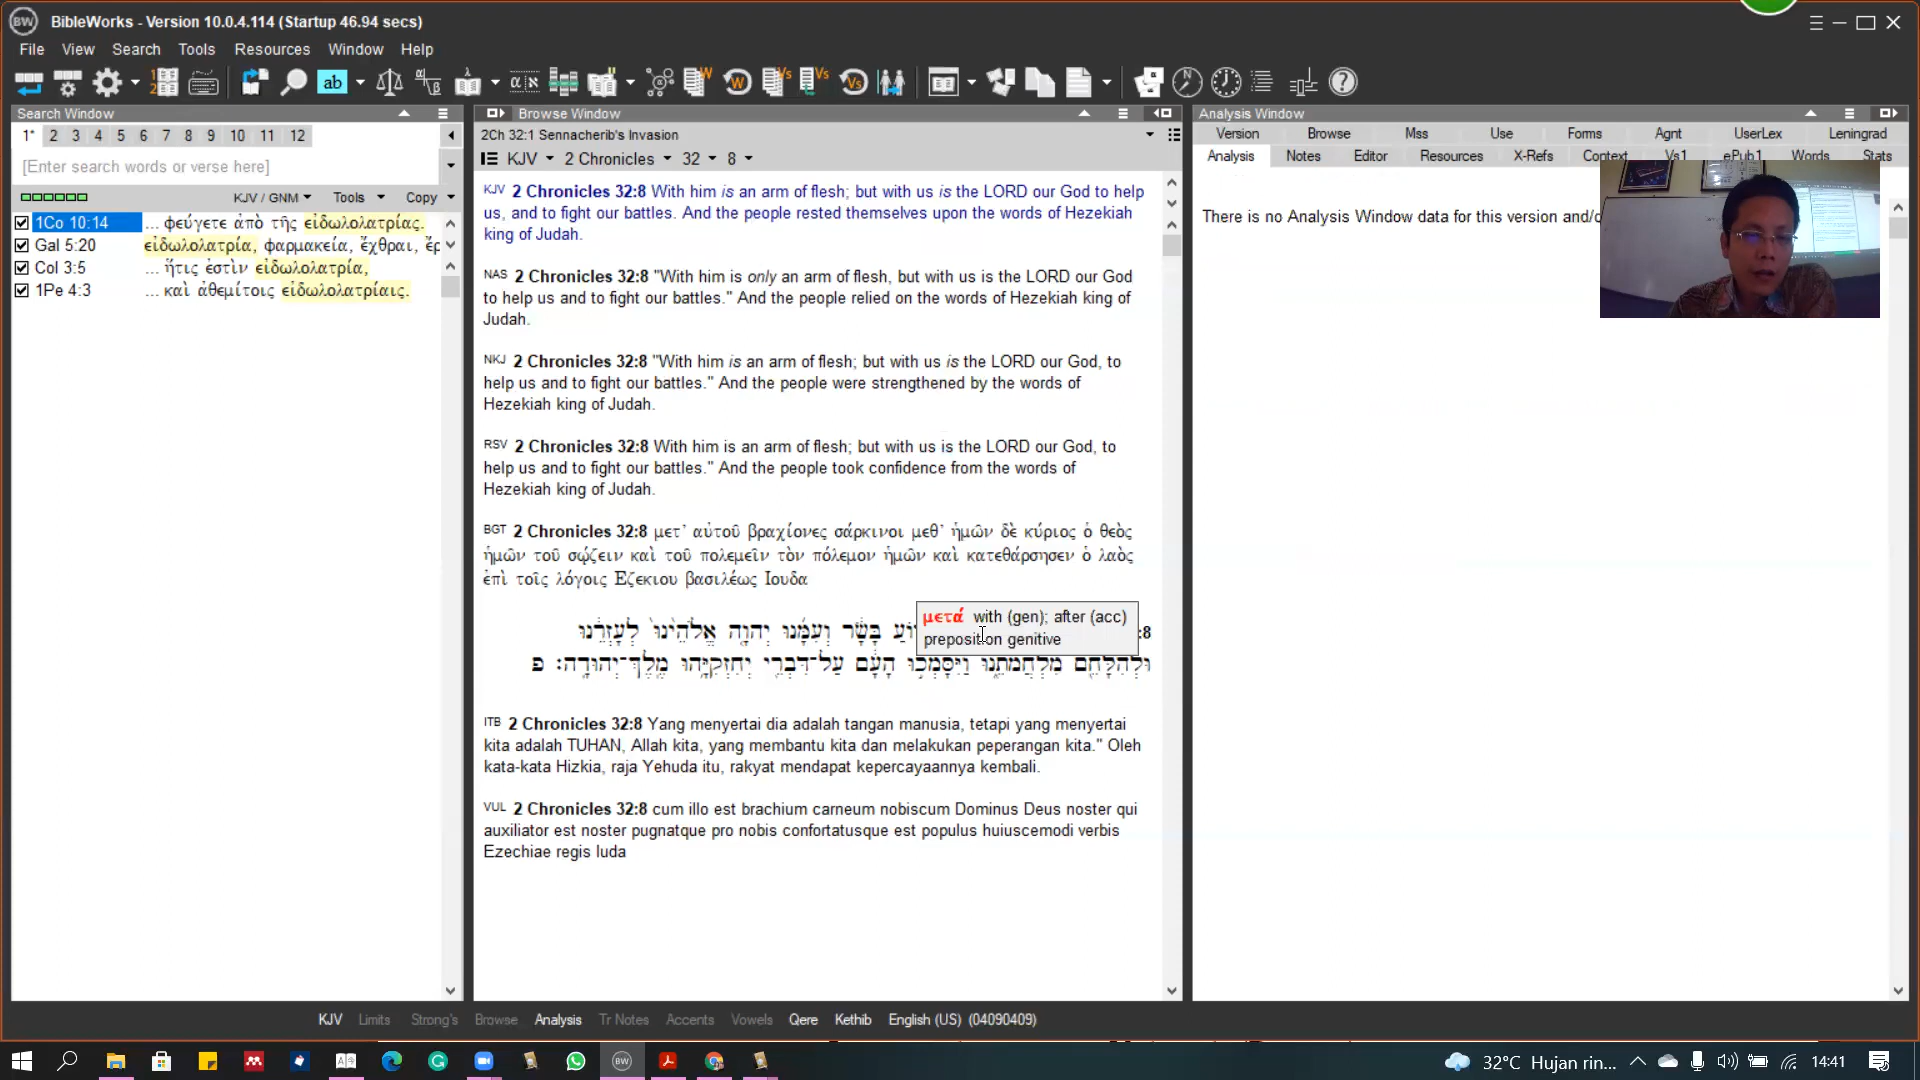 BibleWorks - Version 10.0.4.114 (Startup 46.94 secs)
File View Search Tools Resources Window Help
Search Window
1* 2 3 4 5 6 7 8 9 10 11 12
[Enter search words or verse here]
KJV / GNM Tools Copy
1Co 10:14 ... φεύγετε ἀπὸ τῆς εἰδωλολατρίας.
Gal 5:20 εἰδωλολατρία, φαρμακεία, ἔχθραι,
Col 3:5 ... ἥτις ἐστὶν εἰδωλολατρία,
1Pe 4:3 ... καὶ ἀθεμίτοις εἰδωλολατρίαις.
Browse Window
2Ch 32:1 Sennacherib's Invasion
KJV 2 Chronicles 32 8
KJV 2 Chronicles 32:8 With him is an arm of flesh; but with us is the LORD our God to help
us, and to fight our battles. And the people rested themselves upon the words of Hezekiah
king of Judah.
NAS 2 Chronicles 32:8 "With him is only an arm of flesh, but with us is the LORD our God
to help us and to fight our battles." And the people relied on the words of Hezekiah king of
Judah.
NKJ 2 Chronicles 32:8 "With him is an arm of flesh; but with us is the LORD our God, to
help us and to fight our battles." And the people were strengthened by the words of
Hezekiah king of Judah.
RSV 2 Chronicles 32:8 With him is an arm of flesh; but with us is the LORD our God, to
help us and to fight our battles." And the people took confidence from the words of
Hezekiah king of Judah.
BGT 2 Chronicles 32:8 μετ᾽ αὐτοῦ βραχίονες σάρκινοι μεθ᾽ ἡμῶν δὲ κύριος ὁ θεὸς
ἡμῶν τοῦ σῴζειν καὶ τοῦ πολεμεῖν τὸν πόλεμον ἡμῶν καὶ κατεθάρσησεν ὁ λαὸς
ἐπὶ τοῖς λόγοις Εζεκιου βασιλέως Ιουδα
μετά with (gen); after (acc)
preposition genitive
:8 בָּשָׂ֔ר וְעִמָּ֜נוּ יְהוָ֤ה אֱלֹהֵ֙ינוּ֙ לְעָזְרֵ֔נוּ
וּלְהִלָּחֵ֖ם מִלְחֲמֹתֵ֑נוּ וַיִּסָּמְכ֣וּ הָעָ֔ם עַל־דִּבְרֵ֖י יְחִזְקִיָּ֥הוּ מֶֽלֶךְ־יְהוּדָֽה׃ פ
ITB 2 Chronicles 32:8 Yang menyertai dia adalah tangan manusia, tetapi yang menyertai
kita adalah TUHAN, Allah kita, yang membantu kita dan melakukan peperangan kita." Oleh
kata-kata Hizkia, raja Yehuda itu, rakyat mendapat kepercayaannya kembali.
VUL 2 Chronicles 32:8 cum illo est brachium carneum nobiscum Dominus Deus noster qui
auxiliator est noster pugnatque pro nobis confortatusque est populus huiuscemodi verbis
Ezechiae regis Iuda
Analysis Window
Version Browse Mss Use Forms Agnt UserLex Leningrad
Analysis Notes Editor Resources X-Refs Context Vs1 ePub1 Words Stats
There is no Analysis Window data for this version and/
KJV Limits Strong's Browse Analysis Tr Notes Accents Vowels Qere Kethib English (US) (04090409)
32°C Hujan rin... 14:41